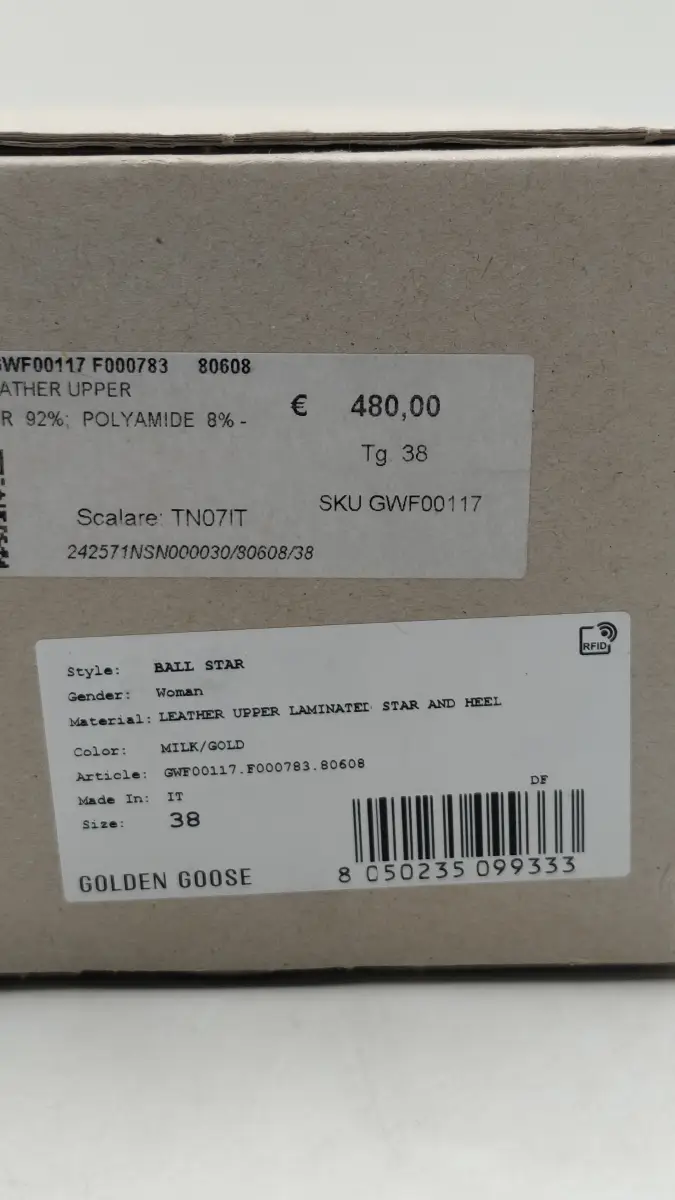 GWF00117 F000783 80608
ATHER UPPER
R 92%; POLYAMIDE 8% -
€ 480,00
Tg. 38
SKU GWF00117
Scalare: TN07IT
242571NSN000030/80608/38
RFID
Style: BALL STAR
Gender: Woman
Material: LEATHER UPPER LAMINATED STAR AND HEEL
Color: MILK/GOLD
Article: GWF00117.F000783.80608
Made In: IT
Size: 38
DF
GOLDEN GOOSE
8 050235 099333